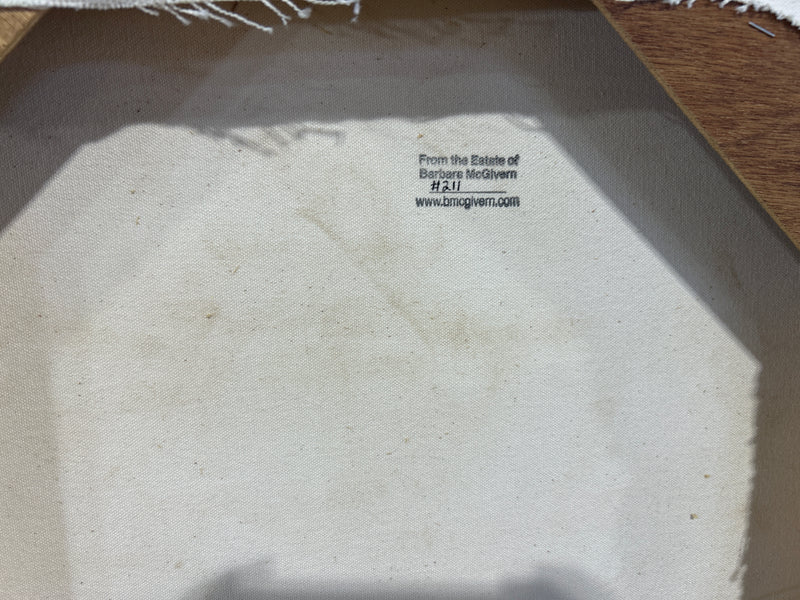 From the Estate of
Barbara McGivern
#211
www.bmcgivern.com